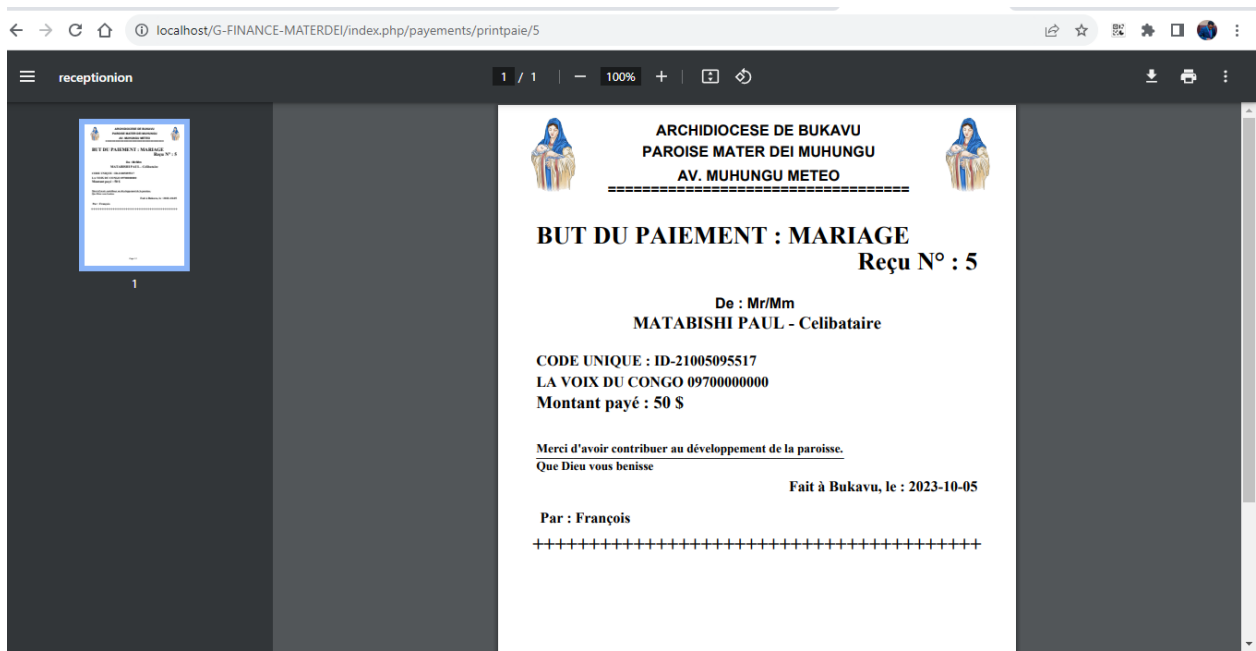 localhost/G-FINANCE-MATERDEI/index.php/payements/printpaie/5
receptionion
1 / 1
100%
ARCHIDIOCESE DE BUKAVU
PAROISE MATER DEI MUHUNGU
AV. MUHUNGU METEO
===================================
BUT DU PAIEMENT : MARIAGE
Reçu N° : 5
De : Mr/Mm
MATABISHI PAUL - Celibataire
CODE UNIQUE : ID-21005095517
LA VOIX DU CONGO 09700000000
Montant payé : 50 $
Merci d'avoir contribuer au développement de la paroisse.
Que Dieu vous benisse
Fait à Bukavu, le : 2023-10-05
Par : François
+++++++++++++++++++++++++++++++++++++++
1